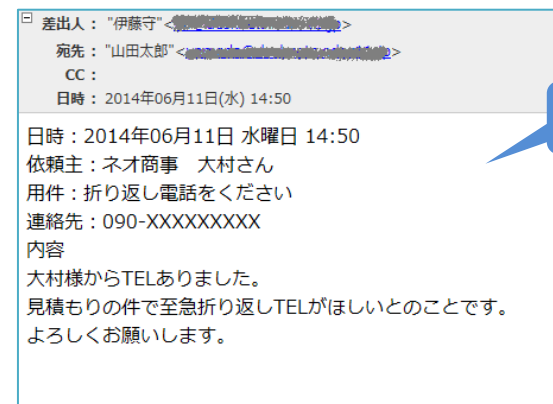 差出人： "伊藤守"<
宛先： "山田太郎"<
CC：
日時： 2014年06月11日(水) 14:50
日時：2014年06月11日 水曜日 14:50
依頼主：ネオ商事　大村さん
用件：折り返し電話をください
連絡先：090-XXXXXXXXX
内容
大村様からTELありました。
見積もりの件で至急折り返しTELがほしいとのことです。
よろしくお願いします。